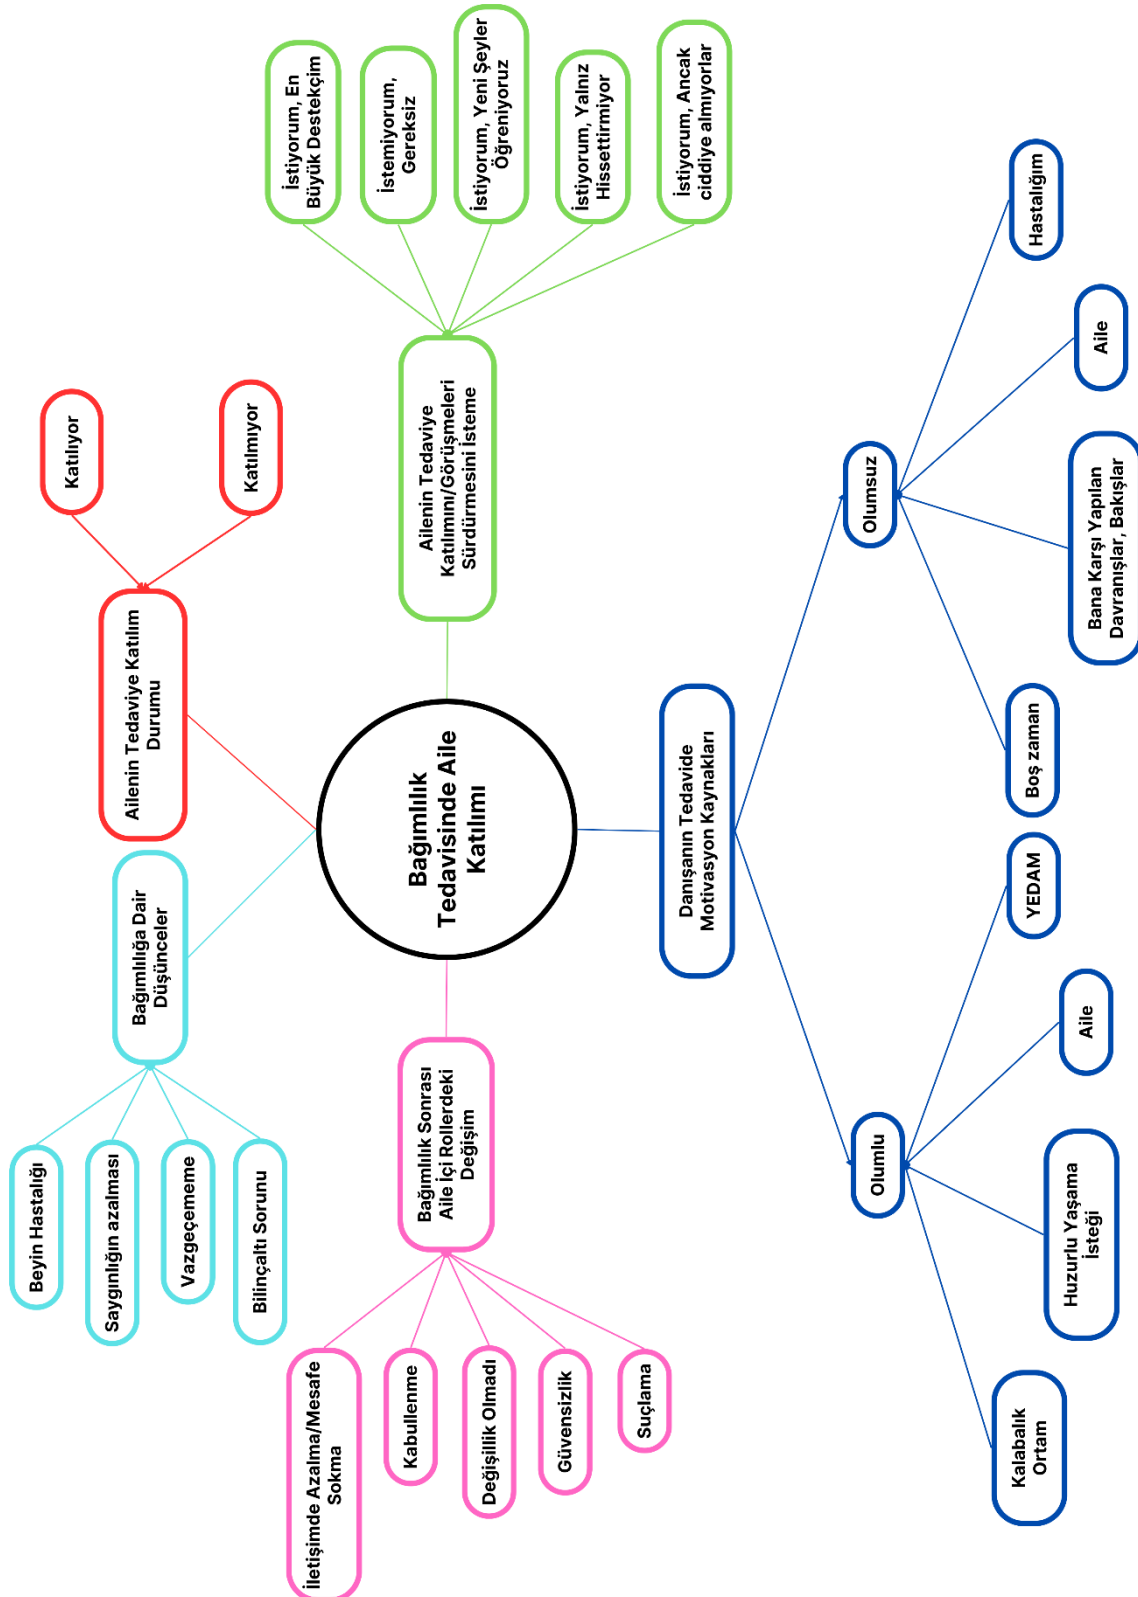 Beyin Hastalığı
Saygınlığın azalması
Vazgeçememe
Bilinçaltı Sorunu
Bağımlılığa Dair
Düşünceler
Ailenin Tedaviye Katılım
Durumu
Katılıyor
Katılmıyor
İletişimde Azalma/Mesafe
Sokma
Kabullenme
Değişillik Olmadı
Güvensizlik
Suçlama
Bağımlılık Sonrası
Aile İçi Rollerdeki
Değişim
Bağımlılık
Tedavisinde Aile
Katılımı
Ailenin Tedaviye
Katılımını/Görüşmeleri
Sürdürmesini İsteme
İstiyorum, En
Büyük Destekçim
İstemiyorum,
Gereksiz
İstiyorum, Yeni Şeyler
Öğreniyoruz
İstiyorum, Yalnız
Hissettirmiyor
İstiyorum, Ancak
ciddiye almıyorlar
Danışanın Tedavide
Motivasyon Kaynakları
Olumlu
Olumsuz
Kalabalık
Ortam
Huzurlu Yaşama
İsteği
Aile
YEDAM
Boş zaman
Bana Karşı Yapılan
Davranışlar, Bakışlar
Aile
Hastalığım